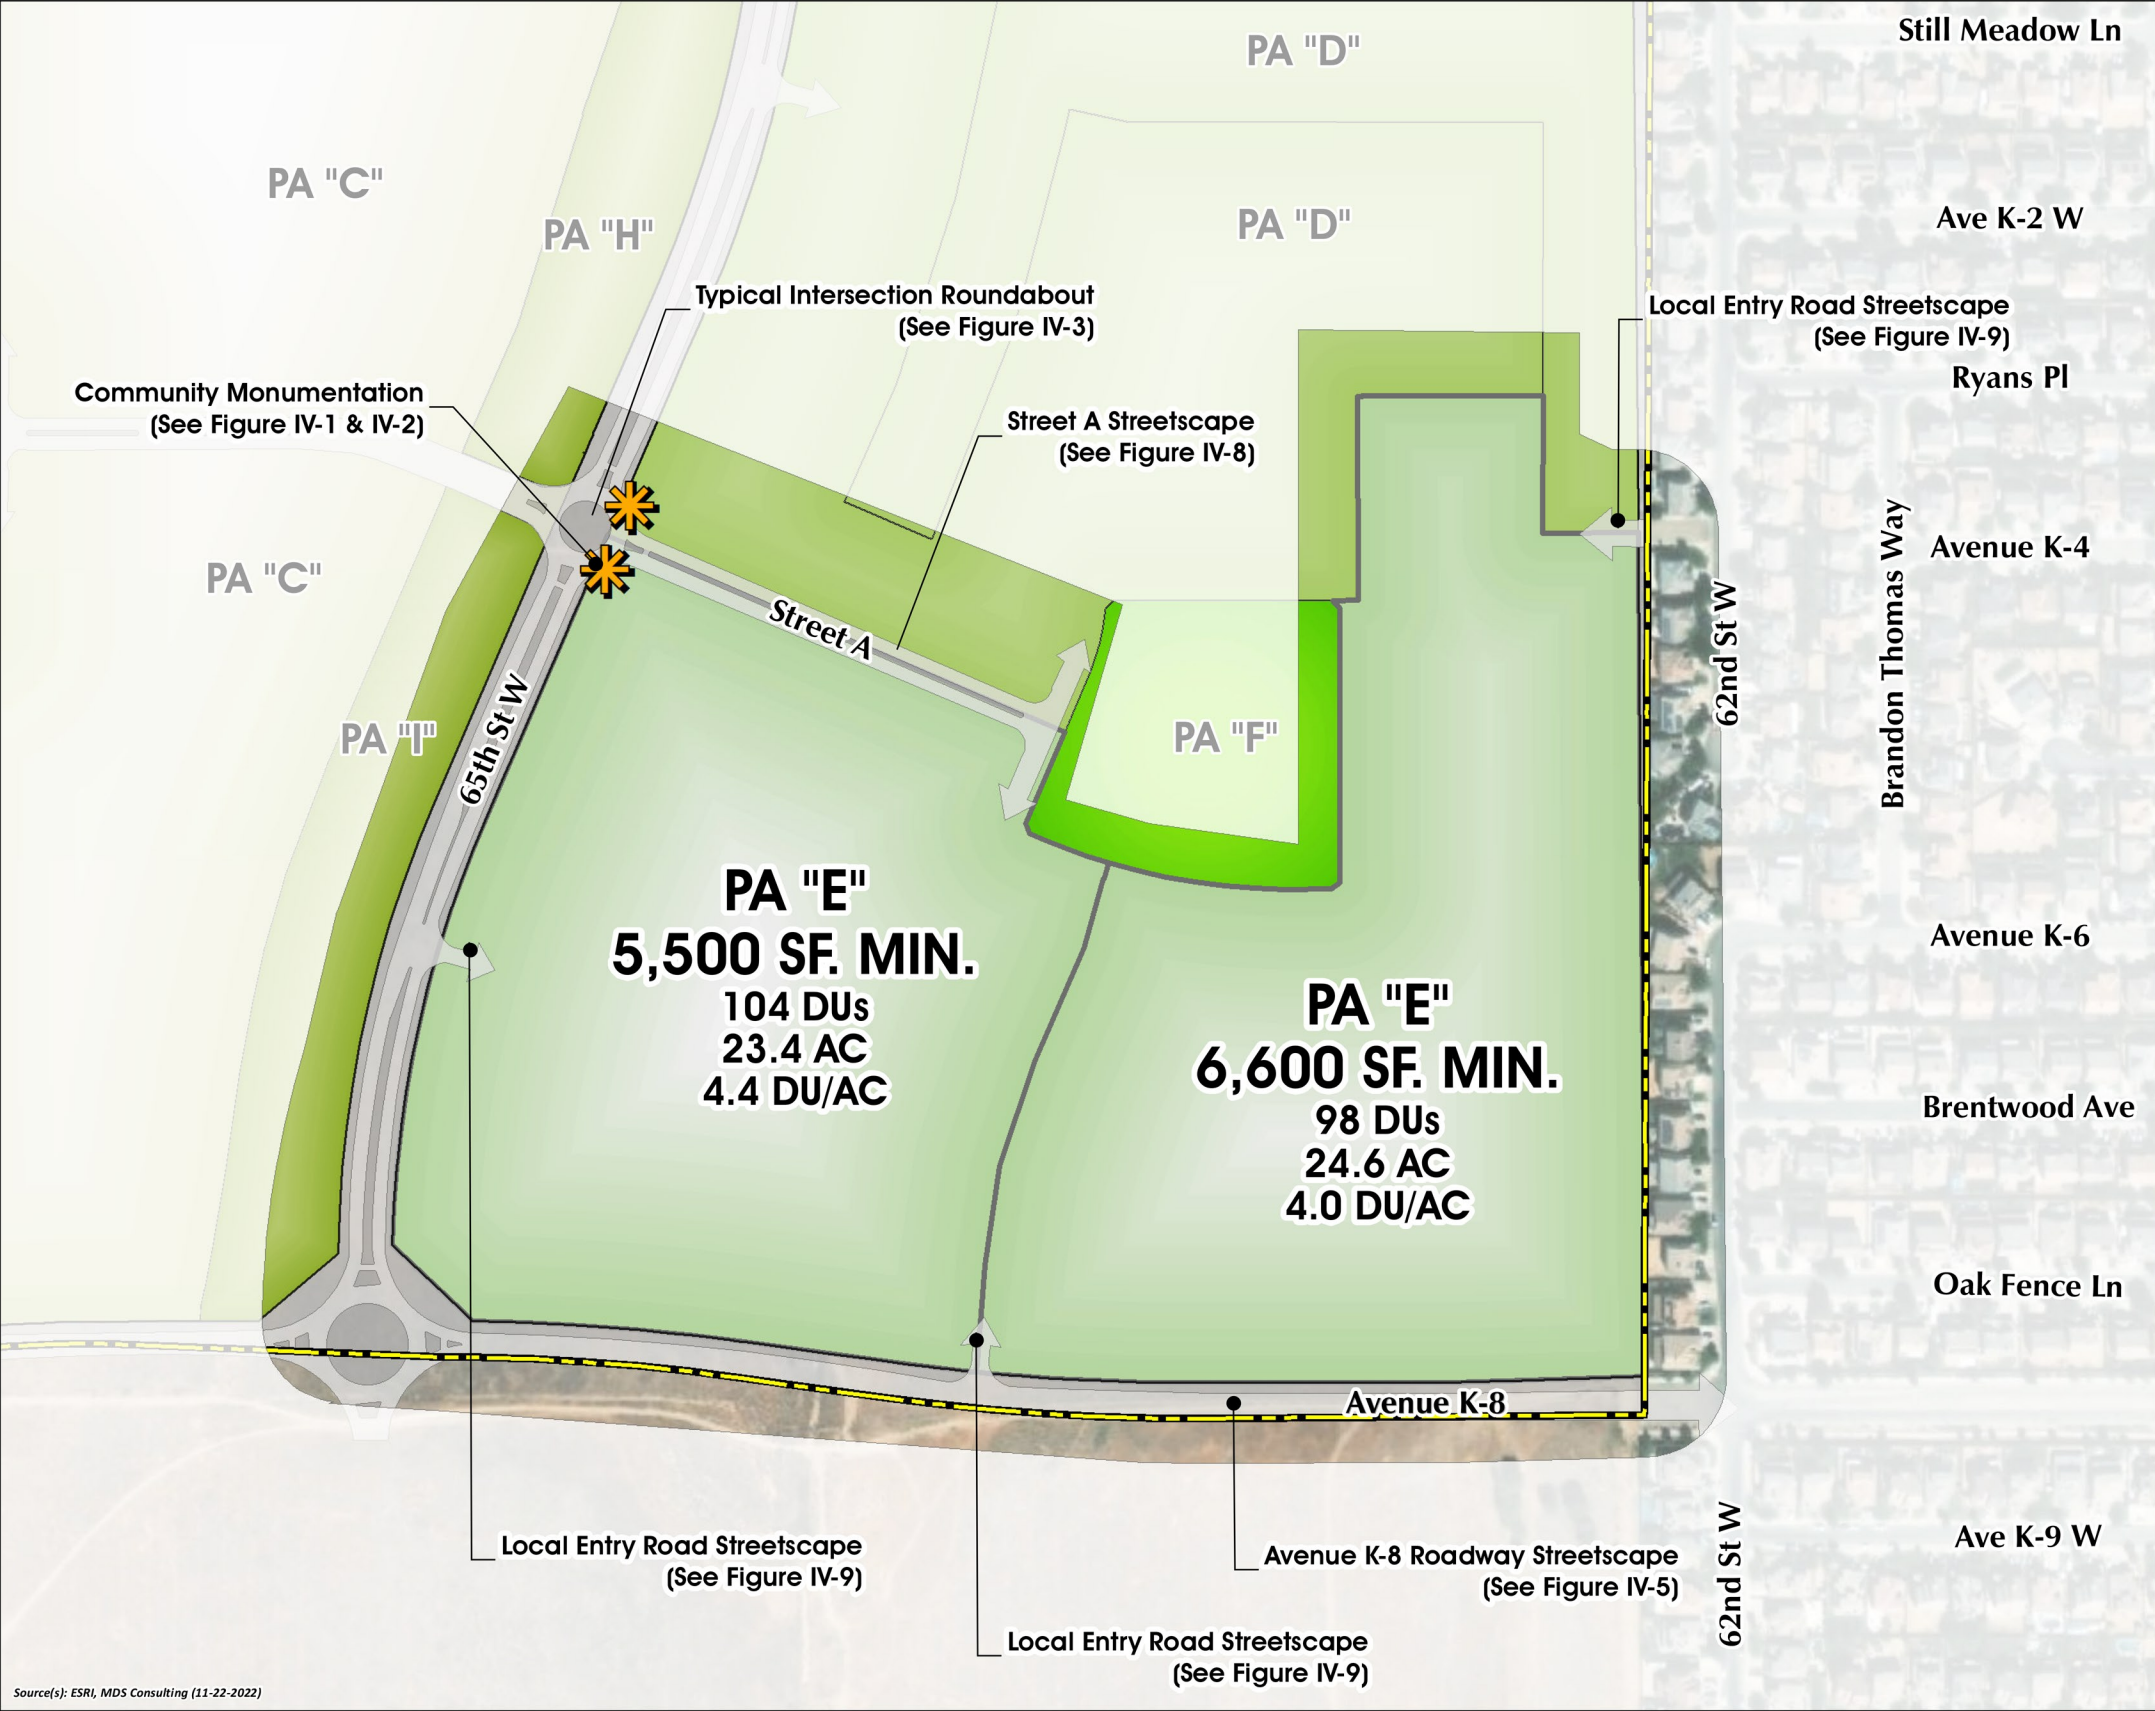 Still Meadow Ln
PA "D"
PA "C"
PA "H"
PA "D"
Ave K-2 W
Typical Intersection Roundabout
(See Figure IV-3)
Local Entry Road Streetscape
(See Figure IV-9)
Ryans Pl
Community Monumentation
(See Figure IV-1 & IV-2)
Street A Streetscape
(See Figure IV-8)
Avenue K-4
Brandon Thomas Way
62nd St W
PA "C"
Street A
PA "I"
65th St W
PA "F"
PA "E"
5,500 SF. MIN.
104 DUs
23.4 AC
4.4 DU/AC
Avenue K-6
PA "E"
6,600 SF. MIN.
98 DUs
24.6 AC
4.0 DU/AC
Brentwood Ave
Oak Fence Ln
Avenue K-8
62nd St W
Ave K-9 W
Local Entry Road Streetscape
(See Figure IV-9)
Avenue K-8 Roadway Streetscape
(See Figure IV-5)
Local Entry Road Streetscape
(See Figure IV-9)
Source(s): ESRI, MDS Consulting (11-22-2022)